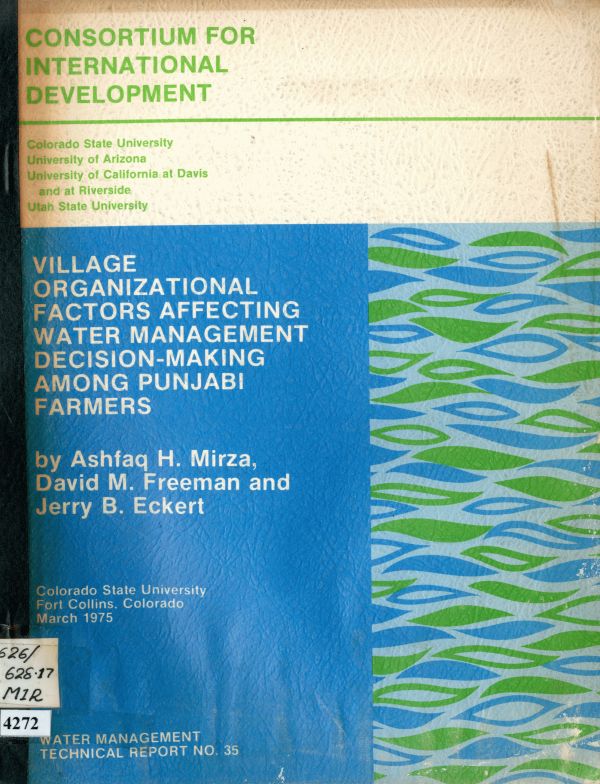 CONSORTIUM FOR
INTERNATIONAL
DEVELOPMENT
Colorado State University
University of Arizona
University of California at Davis
and at Riverside
Utah State University
VILLAGE
ORGANIZATIONAL
FACTORS AFFECTING
WATER MANAGEMENT
DECISION-MAKING
AMONG PUNJABI
FARMERS
by Ashfaq H. Mirza,
David M. Freeman and
Jerry B. Eckert
Colorado State University
Fort Collins, Colorado
March 1975
626/
628.17
MIR
4272
WATER MANAGEMENT
TECHNICAL REPORT NO. 35